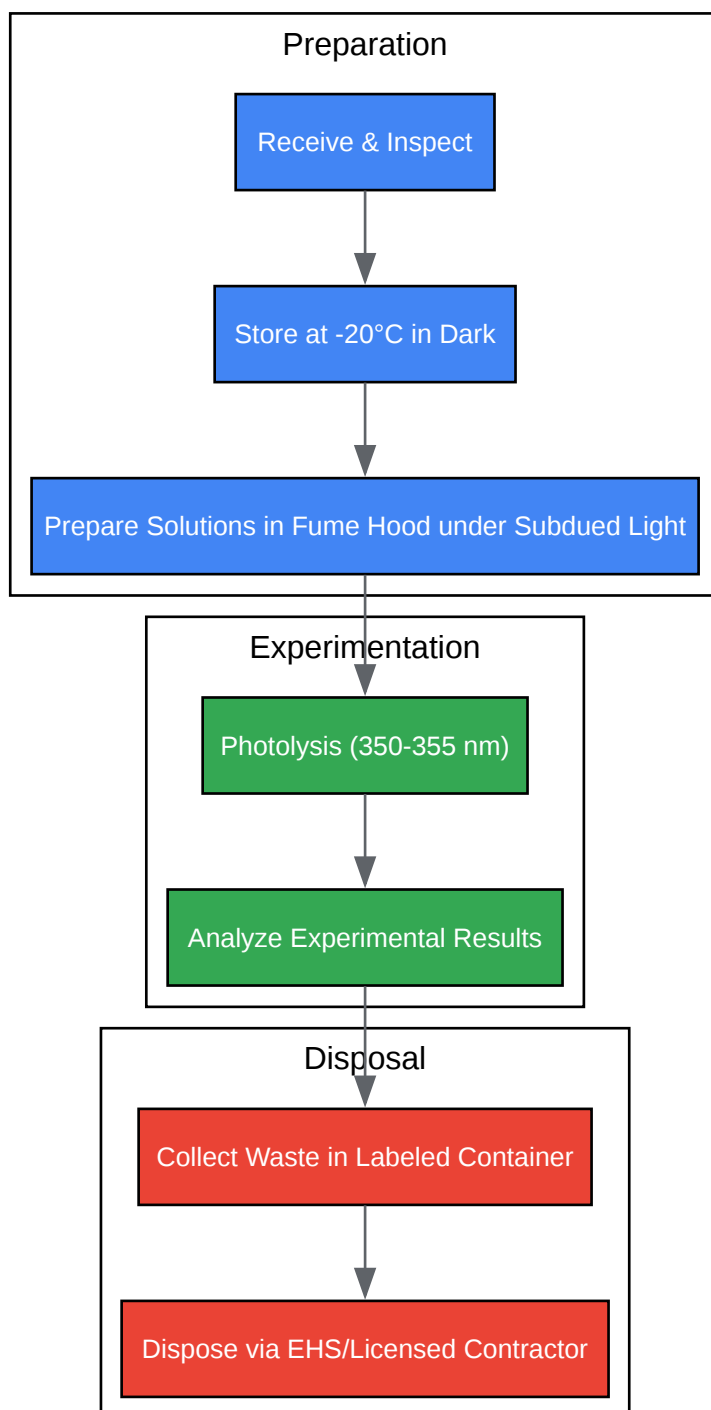 Preparation
Receive & Inspect
Store at -20°C in Dark
Prepare Solutions in Fume Hood under Subdued Light
Experimentation
Photolysis (350-355 nm)
Analyze Experimental Results
Disposal
Collect Waste in Labeled Container
Dispose via EHS/Licensed Contractor